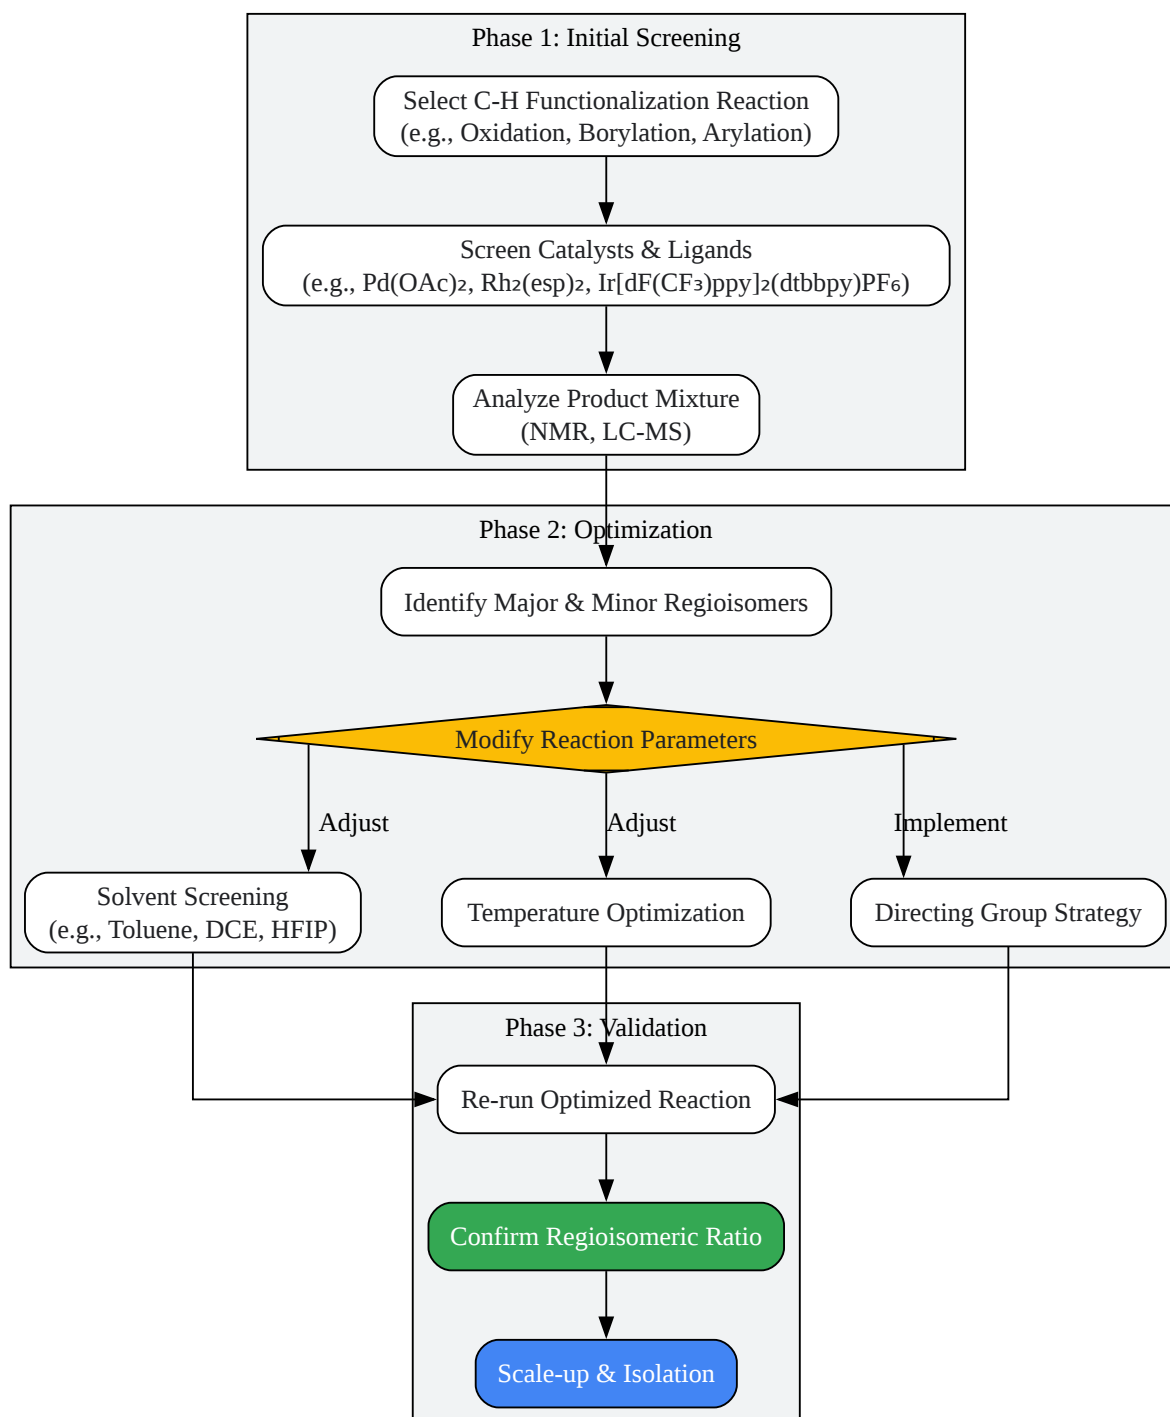 Phase 1: Initial Screening
Select C-H Functionalization Reaction
(e.g., Oxidation, Borylation, Arylation)
Screen Catalysts & Ligands
(e.g., Pd(OAc)₂, Rh₂(esp)₂, Ir[dF(CF₃)ppy]₂(dtbbpy)PF₆)
Analyze Product Mixture
(NMR, LC-MS)
Phase 2: Optimization
Identify Major & Minor Regioisomers
Modify Reaction Parameters
Adjust
Adjust
Implement
Solvent Screening
(e.g., Toluene, DCE, HFIP)
Temperature Optimization
Directing Group Strategy
Phase 3: Validation
Re-run Optimized Reaction
Confirm Regioisomeric Ratio
Scale-up & Isolation